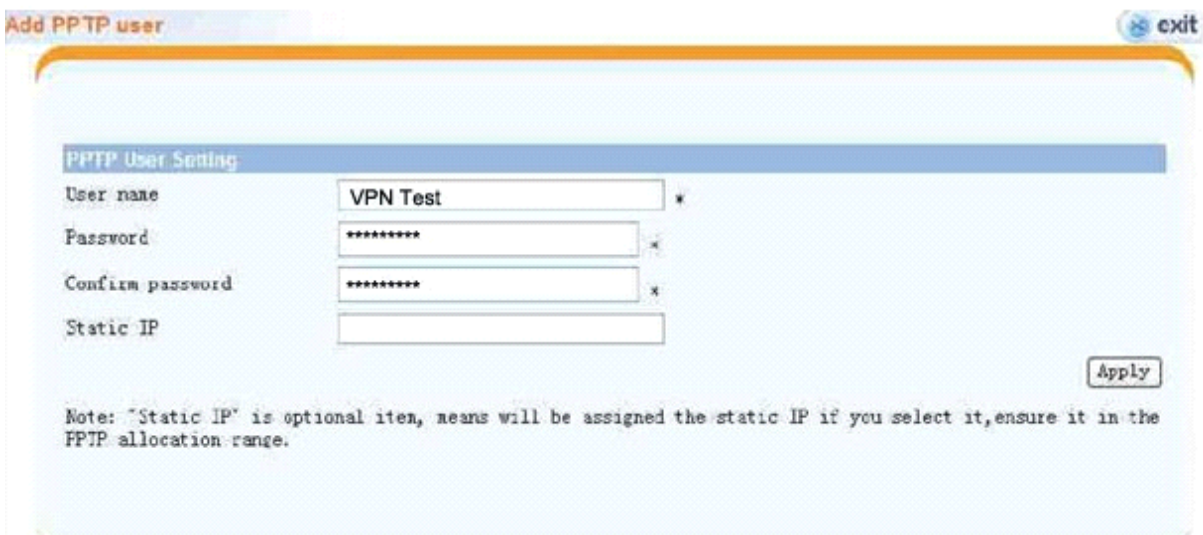 Add PPTP user
exit
PPTP User Setting
User name VPN Test *
Password ********* *
Confirm password ********* *
Static IP
Apply
Note: "Static IP" is optional item, means will be assigned the static IP if you select it,ensure it in the
PPTP allocation range.